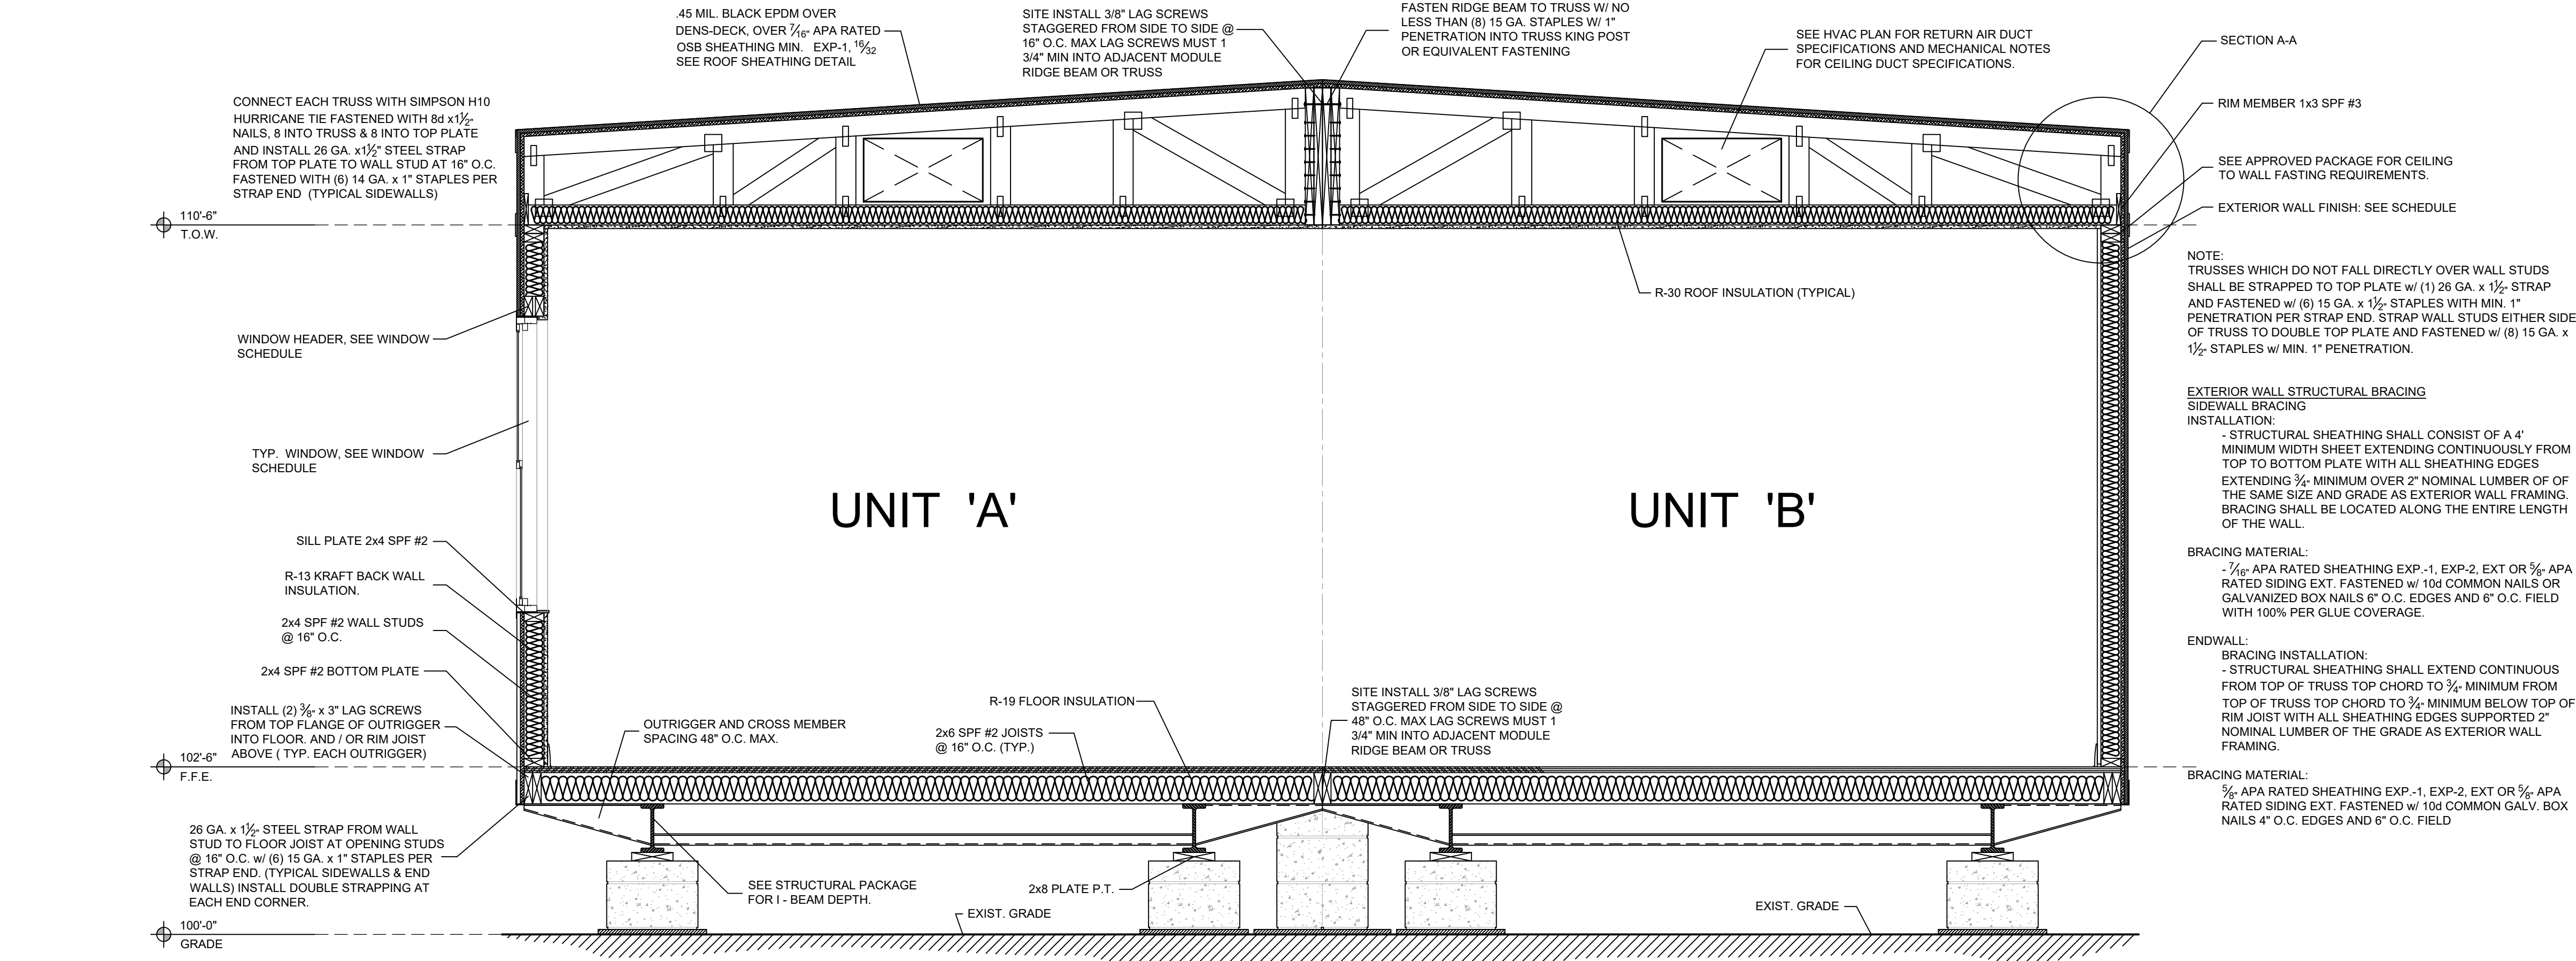 .45 MIL. BLACK EPDM OVER
DENS-DECK, OVER 7/16" APA RATED
OSB SHEATHING MIN. EXP-1, 16/32
SEE ROOF SHEATHING DETAIL
SITE INSTALL 3/8" LAG SCREWS
STAGGERED FROM SIDE TO SIDE @
16" O.C. MAX LAG SCREWS MUST 1
3/4" MIN INTO ADJACENT MODULE
RIDGE BEAM OR TRUSS
FASTEN RIDGE BEAM TO TRUSS W/ NO
LESS THAN (8) 15 GA. STAPLES W/ 1"
PENETRATION INTO TRUSS KING POST
OR EQUIVALENT FASTENING
SEE HVAC PLAN FOR RETURN AIR DUCT
SPECIFICATIONS AND MECHANICAL NOTES
FOR CEILING DUCT SPECIFICATIONS.
SECTION A-A
RIM MEMBER 1x3 SPF #3
SEE APPROVED PACKAGE FOR CEILING
TO WALL FASTING REQUIREMENTS.
EXTERIOR WALL FINISH: SEE SCHEDULE
CONNECT EACH TRUSS WITH SIMPSON H10
HURRICANE TIE FASTENED WITH 8d x1 1/2"
NAILS, 8 INTO TRUSS & 8 INTO TOP PLATE
AND INSTALL 26 GA. x1 1/2" STEEL STRAP
FROM TOP PLATE TO WALL STUD AT 16" O.C.
FASTENED WITH (6) 14 GA. x 1" STAPLES PER
STRAP END (TYPICAL SIDEWALLS)
110'-6"
T.O.W.
R-30 ROOF INSULATION (TYPICAL)
WINDOW HEADER, SEE WINDOW
SCHEDULE
TYP. WINDOW, SEE WINDOW
SCHEDULE
UNIT 'A'
UNIT 'B'
SILL PLATE 2x4 SPF #2
R-13 KRAFT BACK WALL
INSULATION.
2x4 SPF #2 WALL STUDS
@ 16" O.C.
2x4 SPF #2 BOTTOM PLATE
INSTALL (2) 3/8" x 3" LAG SCREWS
FROM TOP FLANGE OF OUTRIGGER
INTO FLOOR. AND / OR RIM JOIST
ABOVE ( TYP. EACH OUTRIGGER)
102'-6"
F.F.E.
OUTRIGGER AND CROSS MEMBER
SPACING 48" O.C. MAX.
R-19 FLOOR INSULATION
2x6 SPF #2 JOISTS
@ 16" O.C. (TYP.)
SITE INSTALL 3/8" LAG SCREWS
STAGGERED FROM SIDE TO SIDE @
48" O.C. MAX LAG SCREWS MUST 1
3/4" MIN INTO ADJACENT MODULE
RIDGE BEAM OR TRUSS
26 GA. x 1 1/2" STEEL STRAP FROM WALL
STUD TO FLOOR JOIST AT OPENING STUDS
@ 16" O.C. w/ (6) 15 GA. x 1" STAPLES PER
STRAP END. (TYPICAL SIDEWALLS & END
WALLS) INSTALL DOUBLE STRAPPING AT
EACH END CORNER.
SEE STRUCTURAL PACKAGE
FOR I - BEAM DEPTH.
2x8 PLATE P.T.
EXIST. GRADE
EXIST. GRADE
100'-0"
GRADE
NOTE:
TRUSSES WHICH DO NOT FALL DIRECTLY OVER WALL STUDS
SHALL BE STRAPPED TO TOP PLATE w/ (1) 26 GA. x 1 1/2" STRAP
AND FASTENED w/ (6) 15 GA. x 1 1/2" STAPLES WITH MIN. 1"
PENETRATION PER STRAP END. STRAP WALL STUDS EITHER SIDE
OF TRUSS TO DOUBLE TOP PLATE AND FASTENED w/ (8) 15 GA. x
1 1/2" STAPLES w/ MIN. 1" PENETRATION.
EXTERIOR WALL STRUCTURAL BRACING
SIDEWALL BRACING
INSTALLATION:
- STRUCTURAL SHEATHING SHALL CONSIST OF A 4'
MINIMUM WIDTH SHEET EXTENDING CONTINUOUSLY FROM
TOP TO BOTTOM PLATE WITH ALL SHEATHING EDGES
EXTENDING 3/4" MINIMUM OVER 2" NOMINAL LUMBER OF OF
THE SAME SIZE AND GRADE AS EXTERIOR WALL FRAMING.
BRACING SHALL BE LOCATED ALONG THE ENTIRE LENGTH
OF THE WALL.
BRACING MATERIAL:
- 7/16" APA RATED SHEATHING EXP.-1, EXP-2, EXT OR 5/8" APA
RATED SIDING EXT. FASTENED w/ 10d COMMON NAILS OR
GALVANIZED BOX NAILS 6" O.C. EDGES AND 6" O.C. FIELD
WITH 100% PER GLUE COVERAGE.
ENDWALL:
BRACING INSTALLATION:
- STRUCTURAL SHEATHING SHALL EXTEND CONTINUOUS
FROM TOP OF TRUSS TOP CHORD TO 3/4" MINIMUM FROM
TOP OF TRUSS TOP CHORD TO 3/4" MINIMUM BELOW TOP OF
RIM JOIST WITH ALL SHEATHING EDGES SUPPORTED 2"
NOMINAL LUMBER OF THE GRADE AS EXTERIOR WALL
FRAMING.
BRACING MATERIAL:
5/8" APA RATED SHEATHING EXP.-1, EXP-2, EXT OR 5/8" APA
RATED SIDING EXT. FASTENED w/ 10d COMMON GALV. BOX
NAILS 4" O.C. EDGES AND 6" O.C. FIELD